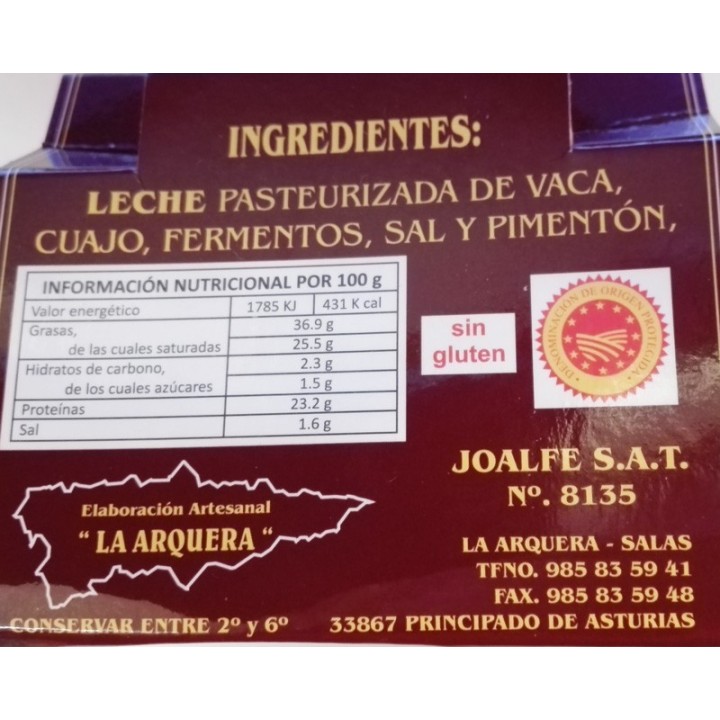 INGREDIENTES:
LECHE PASTEURIZADA DE VACA,
CUAJO, FERMENTOS, SAL Y PIMENTÓN,
INFORMACIÓN NUTRICIONAL POR 100 g
Valor energético 1785 KJ 431 K cal
Grasas, 36.9 g
de las cuales saturadas 25.5 g
Hidratos de carbono, 2.3 g
de los cuales azúcares 1.5 g
Proteínas 23.2 g
Sal 1.6 g
sin
gluten
DENOMINACIÓN DE ORIGEN PROTEGIDA
JOALFE S.A.T.
Nº. 8135
Elaboración Artesanal
" LA ARQUERA "
LA ARQUERA - SALAS
TFNO. 985 83 59 41
FAX. 985 83 59 48
CONSERVAR ENTRE 2º y 6º 33867 PRINCIPADO DE ASTURIAS